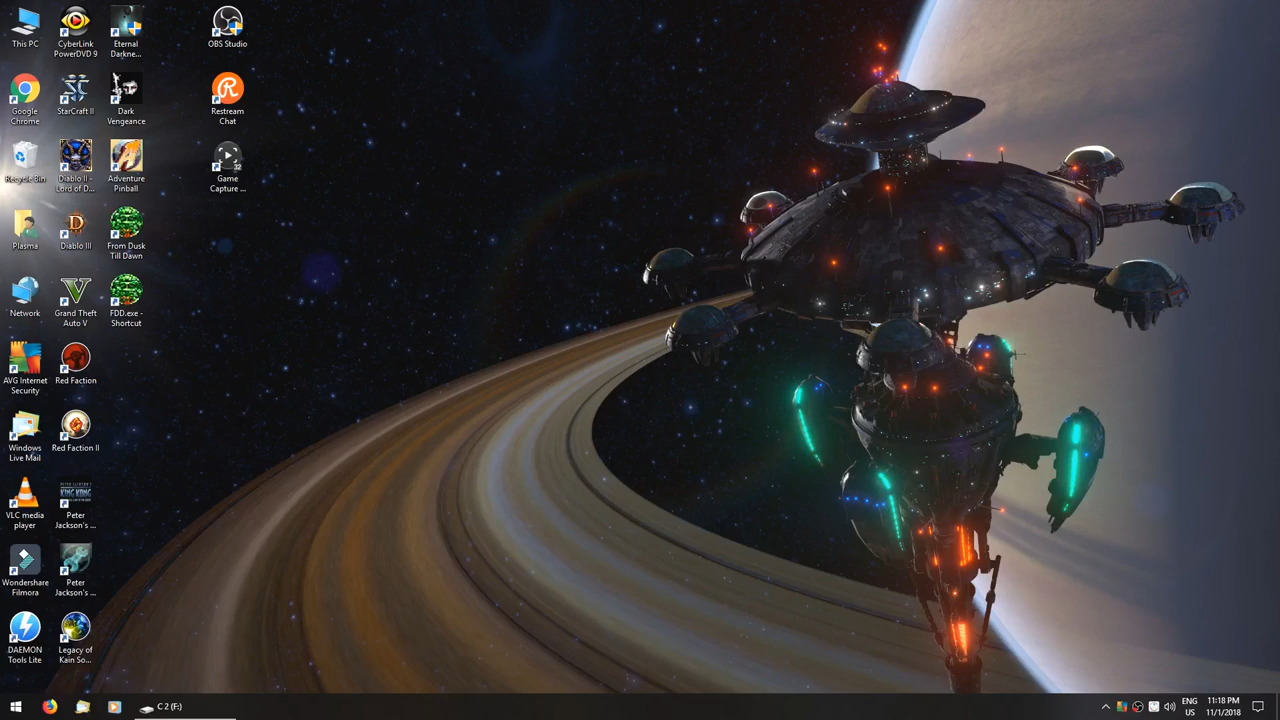 This PC
CyberLink
PowerDVD 9
Eternal
Darkne...
OBS Studio
Google
Chrome
StarCraft II
Dark
Vengeance
Restream
Chat
Recycle Bin
Diablo II -
Lord of D...
Adventure
Pinball
Game
Capture ...
Plasma
Diablo III
From Dusk
Till Dawn
Network
Grand Theft
Auto V
FDD.exe -
Shortcut
AVG Internet
Security
Red Faction
Windows
Live Mail
Red Faction II
VLC media
player
Peter
Jackson's ...
Wondershare
Filmora
Peter
Jackson's ...
DAEMON
Tools Lite
Legacy of
Kain So...
C 2 (F:)
ENG
US
11:18 PM
11/1/2018